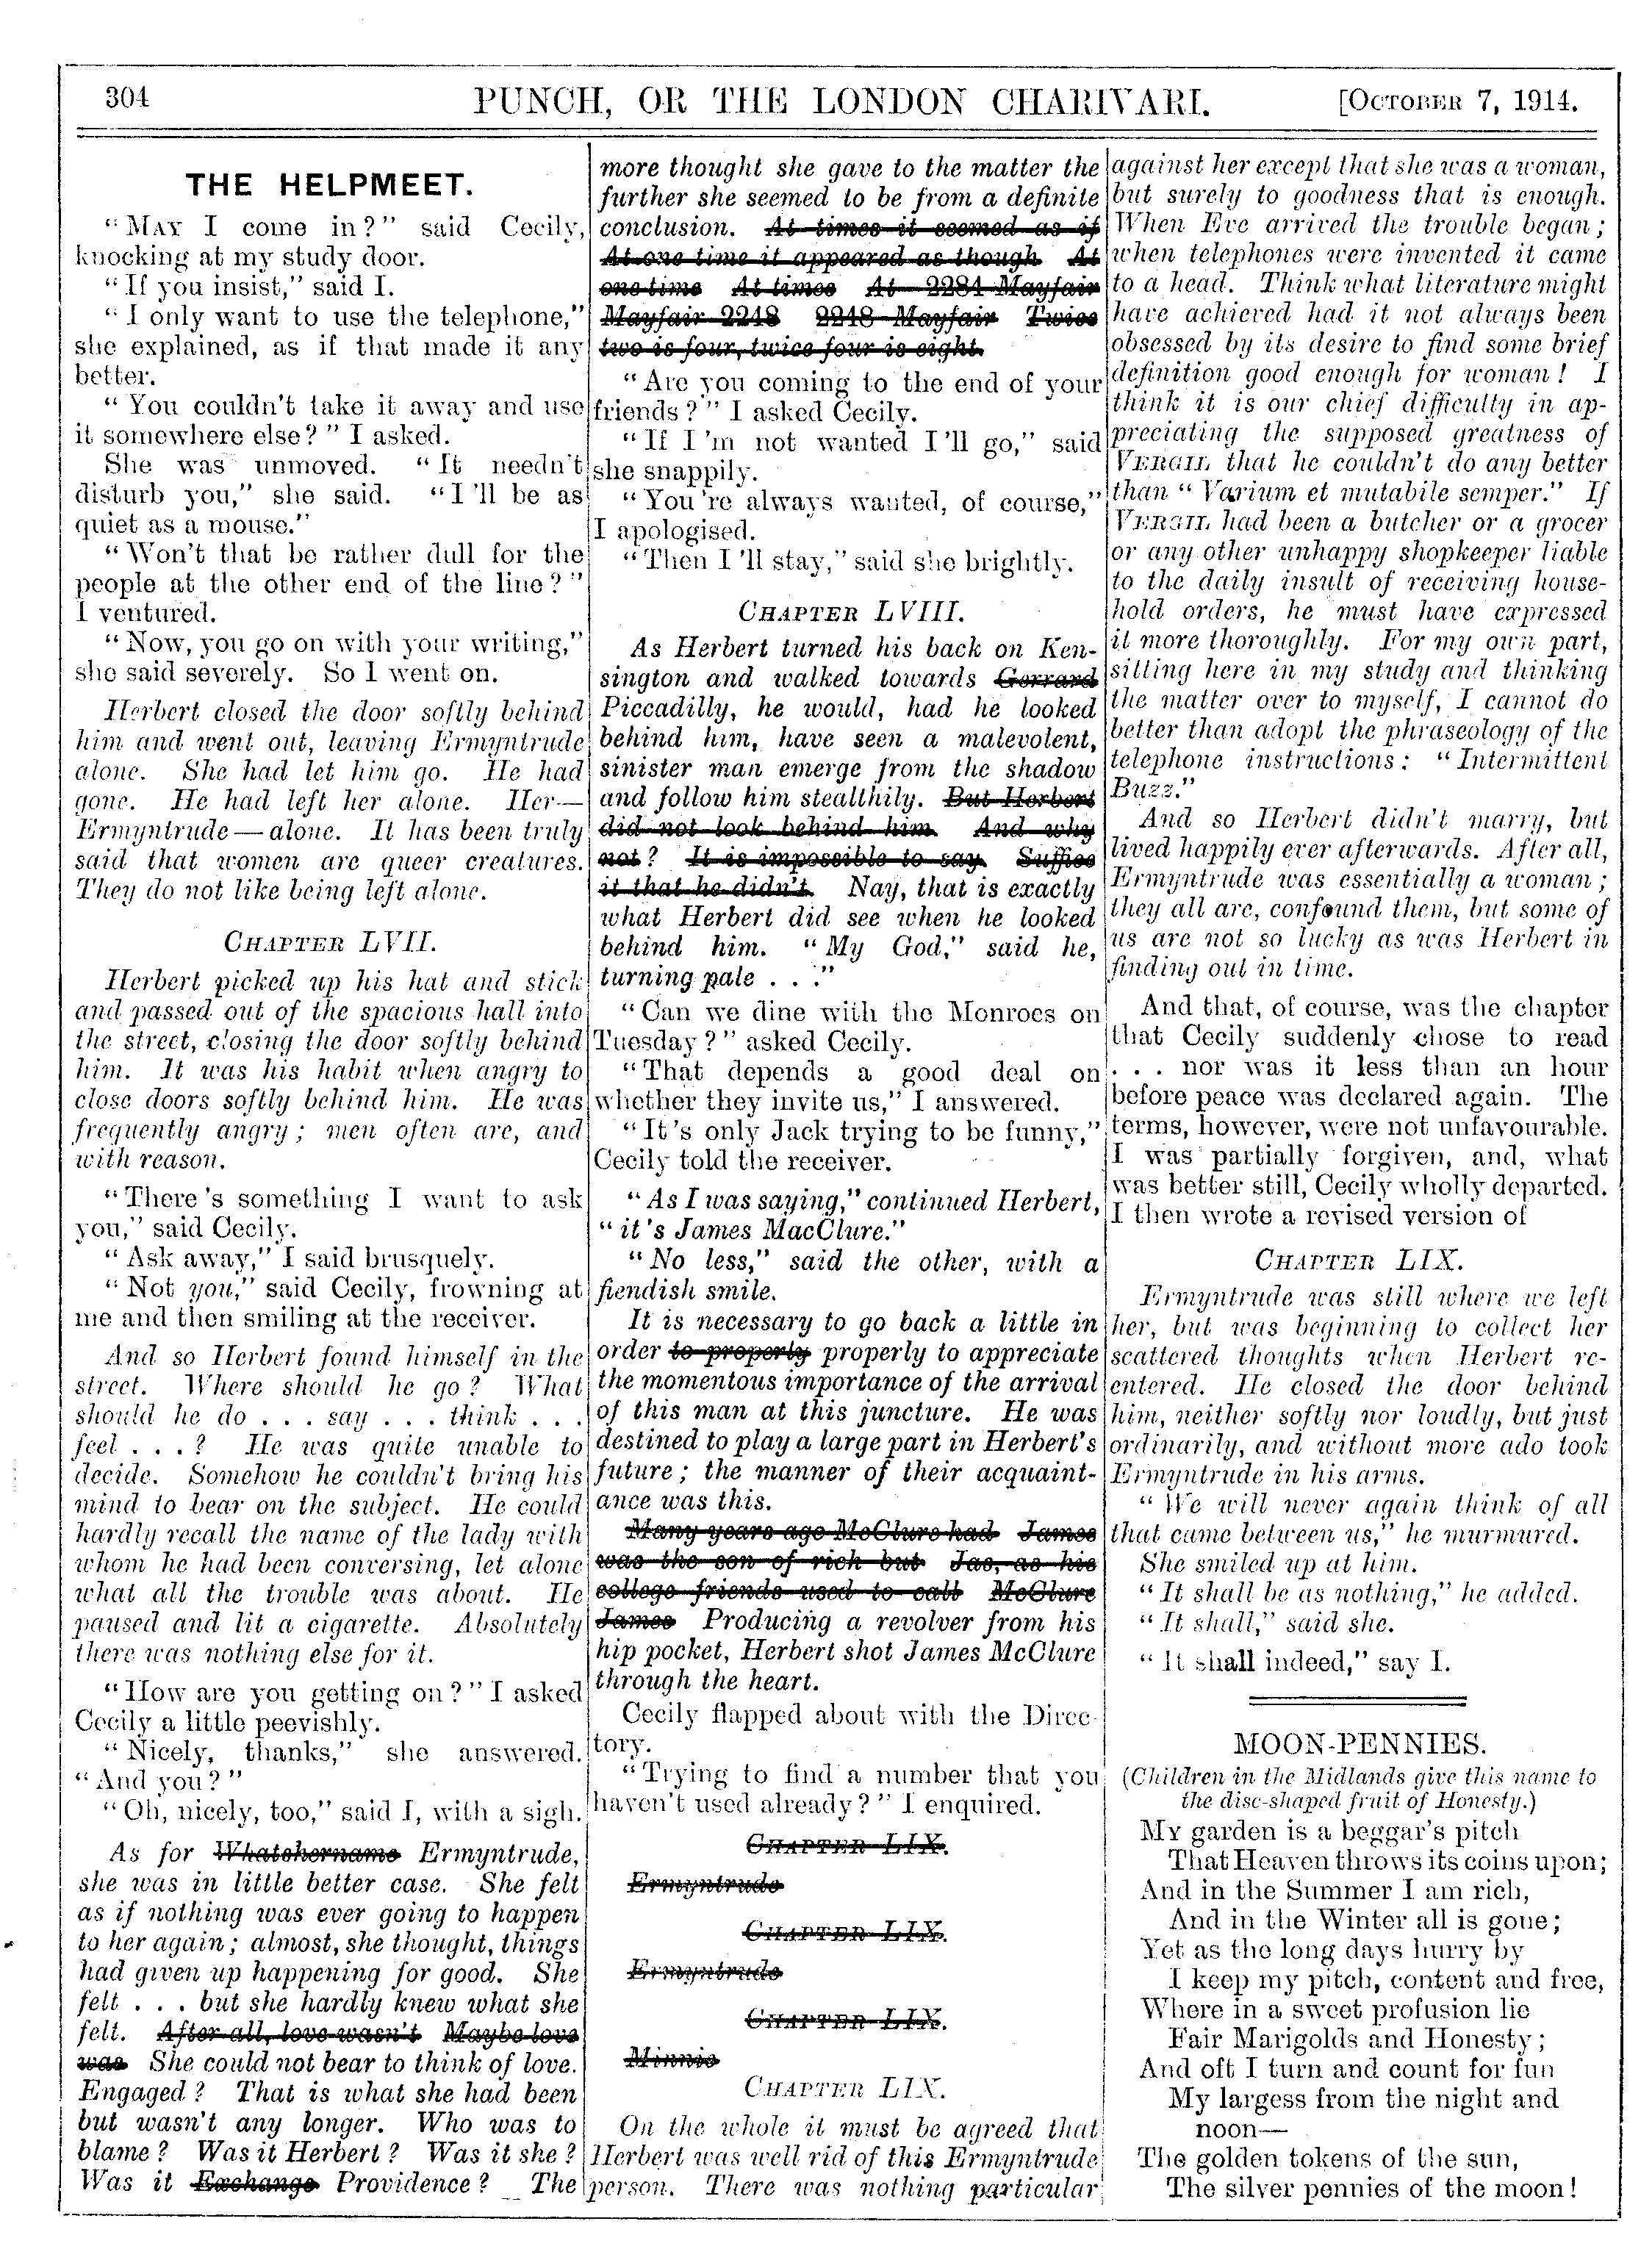 304
PUNCH, OR THE LONDON CHARIVARI.
[OCTOBER 7, 1914.
THE HELPMEET.
"MAY I come in?" said Cecily,
knocking at my study door.
"If you insist," said I.
"I only want to use the telephone,"
she explained, as if that made it any
better.
"You couldn't take it away and use
it somewhere else?" I asked.
She was unmoved. "It needn't
disturb you," she said. "I'll be as
quiet as a mouse."
"Won't that be rather dull for the
people at the other end of the line?"
I ventured.
"Now, you go on with your writing,"
she said severely. So I went on.
Herbert closed the door softly behind
him and went out, leaving Ermyntrude
alone. She had let him go. He had
gone. He had left her alone. Her—
Ermyntrude—alone. It has been truly
said that women are queer creatures.
They do not like being left alone.
CHAPTER LVII.
Herbert picked up his hat and stick
and passed out of the spacious hall into
the street, closing the door softly behind
him. It was his habit when angry to
close doors softly behind him. He was
frequently angry; men often are, and
with reason.
"There's something I want to ask
you," said Cecily.
"Ask away," I said brusquely.
"Not you," said Cecily, frowning at
me and then smiling at the receiver.
And so Herbert found himself in the
street. Where should he go? What
should he do . . . say . . . think . . .
feel . . .? He was quite unable to
decide. Somehow he couldn't bring his
mind to bear on the subject. He could
hardly recall the name of the lady with
whom he had been conversing, let alone
what all the trouble was about. He
paused and lit a cigarette. Absolutely
there was nothing else for it.
"How are you getting on?" I asked
Cecily a little peevishly.
"Nicely, thanks," she answered.
"And you?"
"Oh, nicely, too," said I, with a sigh.
As for Whatshername Ermyntrude,
she was in little better case. She felt
as if nothing was ever going to happen
to her again; almost, she thought, things
had given up happening for good. She
felt . . . but she hardly knew what she
felt. After all, love wasn't Maybe love
was She could not bear to think of love.
Engaged? That is what she had been
but wasn't any longer. Who was to
blame? Was it Herbert? Was it she?
Was it Exchange Providence? The
more thought she gave to the matter the
further she seemed to be from a definite
conclusion. At times it seemed as if
At one time it appeared as though At
one time At times At 2284 Mayfair
Mayfair 2248 2248 Mayfair Twice
two is four, twice four is eight.
"Are you coming to the end of your
friends?" I asked Cecily.
"If I'm not wanted I'll go," said
she snappily.
"You're always wanted, of course,"
I apologised.
"Then I'll stay," said she brightly.
CHAPTER LVIII.
As Herbert turned his back on Ken-
sington and walked towards Gerrard
Piccadilly, he would, had he looked
behind him, have seen a malevolent,
sinister man emerge from the shadow
and follow him stealthily. But Herbert
did not look behind him. And why
not? It is impossible to say. Suffice
it that he didn't. Nay, that is exactly
what Herbert did see when he looked
behind him. "My God," said he,
turning pale . . ."
"Can we dine with the Monroes on
Tuesday?" asked Cecily.
"That depends a good deal on
whether they invite us," I answered.
"It's only Jack trying to be funny,"
Cecily told the receiver.
"As I was saying," continued Herbert,
"it's James MacClure."
"No less," said the other, with a
fiendish smile.
It is necessary to go back a little in
order to properly properly to appreciate
the momentous importance of the arrival
of this man at this juncture. He was
destined to play a large part in Herbert's
future; the manner of their acquaint-
ance was this.
Many years ago McClure had James
was the son of rich but Jas, as his
college friends used to call McClure
James Producing a revolver from his
hip pocket, Herbert shot James McClure
through the heart.
Cecily flapped about with the Direc-
tory.
"Trying to find a number that you
haven't used already?" I enquired.
CHAPTER LIX.
Ermyntrude
CHAPTER LIX.
Ermyntrude
CHAPTER LIX.
Minnie
CHAPTER LIX.
On the whole it must be agreed that
Herbert was well rid of this Ermyntrude
person. There was nothing particular
against her except that she was a woman,
but surely to goodness that is enough.
When Eve arrived the trouble began;
when telephones were invented it came
to a head. Think what literature might
have achieved had it not always been
obsessed by its desire to find some brief
definition good enough for woman! I
think it is our chief difficulty in ap-
preciating the supposed greatness of
VERGIL that he couldn't do any better
than "Varium et mutabile semper." If
VERGIL had been a butcher or a grocer
or any other unhappy shopkeeper liable
to the daily insult of receiving house-
hold orders, he must have expressed
it more thoroughly. For my own part,
sitting here in my study and thinking
the matter over to myself, I cannot do
better than adopt the phraseology of the
telephone instructions: "Intermittent
Buzz."
And so Herbert didn't marry, but
lived happily ever afterwards. After all,
Ermyntrude was essentially a woman;
they all are, confound them, but some of
us are not so lucky as was Herbert in
finding out in time.
And that, of course, was the chapter
that Cecily suddenly chose to read
. . . nor was it less than an hour
before peace was declared again. The
terms, however, were not unfavourable.
I was partially forgiven, and, what
was better still, Cecily wholly departed.
I then wrote a revised version of
CHAPTER LIX.
Ermyntrude was still where we left
her, but was beginning to collect her
scattered thoughts when Herbert re-
entered. He closed the door behind
him, neither softly nor loudly, but just
ordinarily, and without more ado took
Ermyntrude in his arms.
"We will never again think of all
that came between us," he murmured.
She smiled up at him.
"It shall be as nothing," he added.
"It shall," said she.
"It shall indeed," say I.
MOON-PENNIES.
(Children in the Midlands give this name to
the disc-shaped fruit of Honesty.)
MY garden is a beggar's pitch
That Heaven throws its coins upon;
And in the Summer I am rich,
And in the Winter all is gone;
Yet as the long days hurry by
I keep my pitch, content and free,
Where in a sweet profusion lie
Fair Marigolds and Honesty;
And oft I turn and count for fun
My largess from the night and
noon—
The golden tokens of the sun,
The silver pennies of the moon!